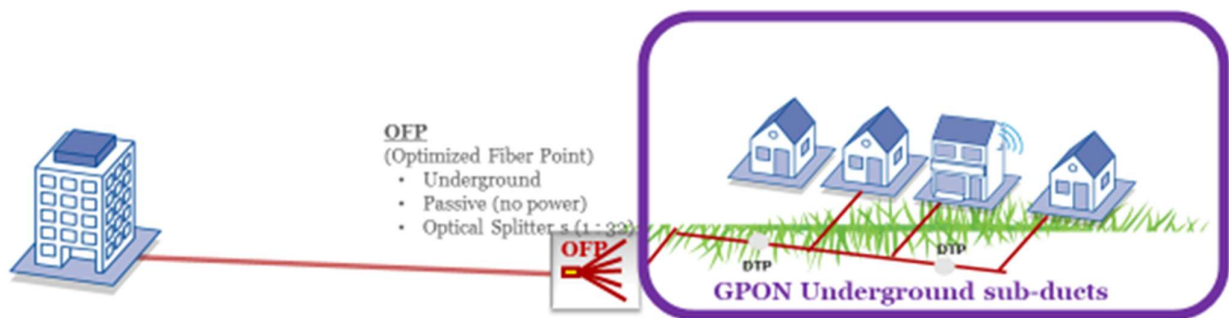 OFP
(Optimized Fiber Point)
• Underground
• Passive (no power)
• Optical Splitter s (1 : 32)
OFP
DTP
DTP
GPON Underground sub-ducts